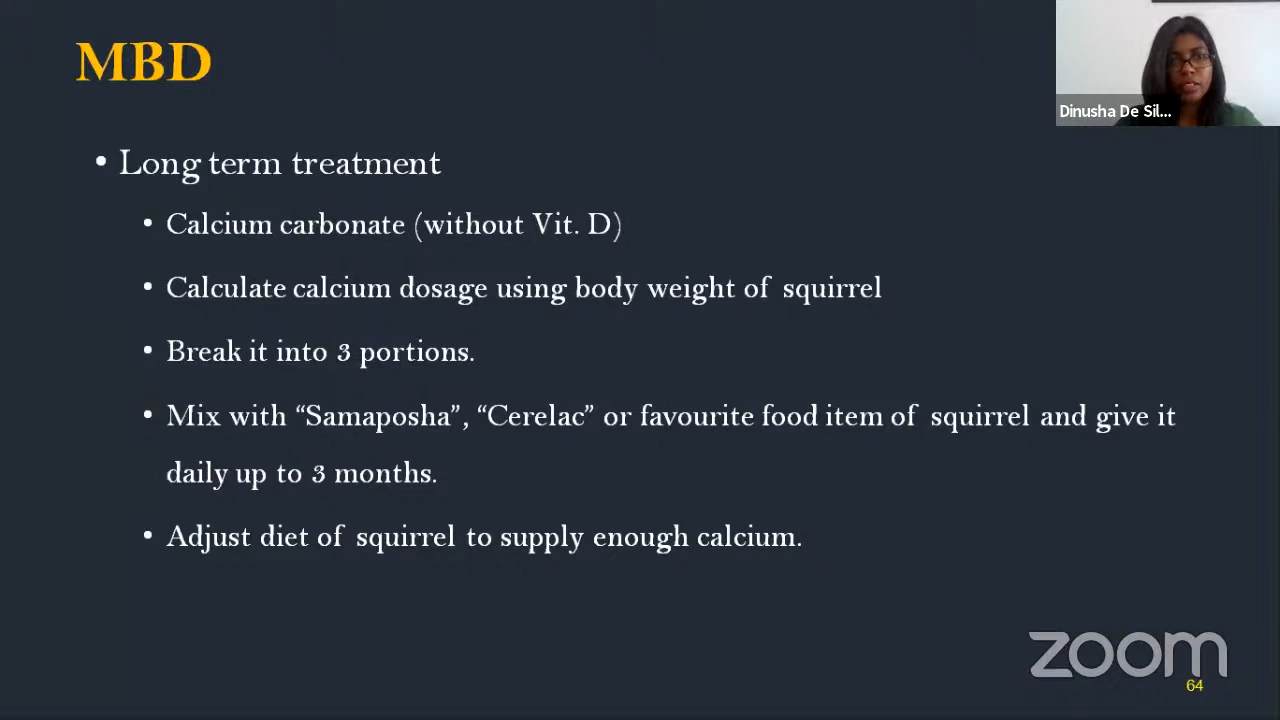 MBD
Dinusha De Sil...
• Long term treatment
• Calcium carbonate (without Vit. D)
• Calculate calcium dosage using body weight of squirrel
• Break it into 3 portions.
• Mix with “Samaposha”, “Cerelac” or favourite food item of squirrel and give it
daily up to 3 months.
• Adjust diet of squirrel to supply enough calcium.
zoom
64